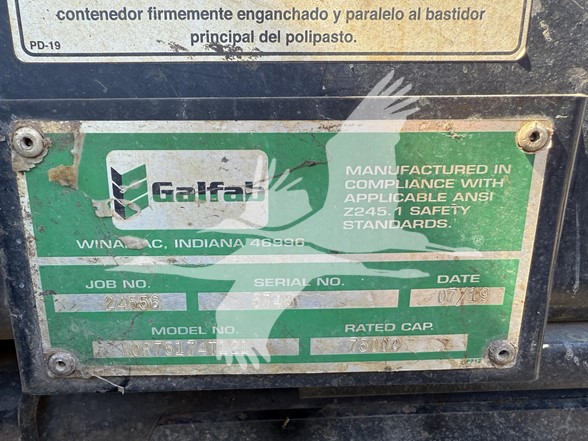 contenedor firmemente enganchado y paralelo al bastidor
principal del polipasto.
PD-19
Galfab
MANUFACTURED IN
COMPLIANCE WITH
APPLICABLE ANSI
Z245.1 SAFETY
STANDARDS.
WINAMAC, INDIANA 46996
JOB NO.
SERIAL NO.
DATE
24556
07/19
MODEL NO.
RATED CAP.